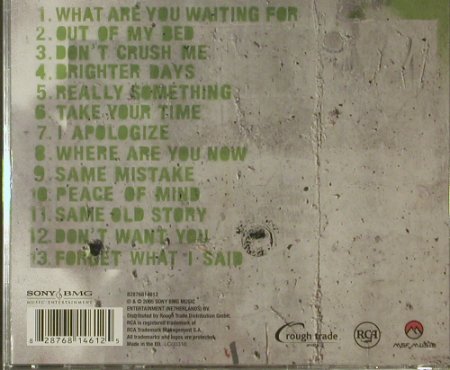 1. WHAT ARE YOU WAITING FOR
2. OUT OF MY BED
3. DON'T CRUSH ME
4. BRIGHTER DAYS
5. REALLY SOMETHING
6. TAKE YOUR TIME
7. I APOLOGIZE
8. WHERE ARE YOU NOW
9. SAME MISTAKE
10. PEACE OF MIND
11. SAME OLD STORY
12. DON'T WANT YOU
13. FORGET WHAT I SAID
SONY BMG
MUSIC ENTERTAINMENT
8 28768 14612 5
82876814612
℗ & © 2006 SONY BMG MUSIC
ENTERTAINMENT (NETHERLANDS) BV.
Distributed by Rough Trade Distribution GmbH.
RCA is registered trademark of
RCA Trademark Management S.A.
All trademarks and logos are protected.
Made in the EU.
rough trade
RCA